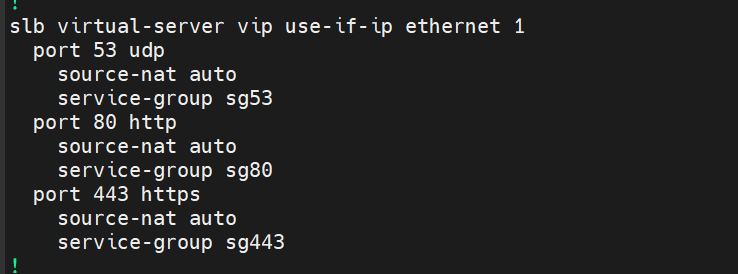 !
slb virtual-server vip use-if-ip ethernet 1
  port 53 udp
    source-nat auto
    service-group sg53
  port 80 http
    source-nat auto
    service-group sg80
  port 443 https
    source-nat auto
    service-group sg443
!